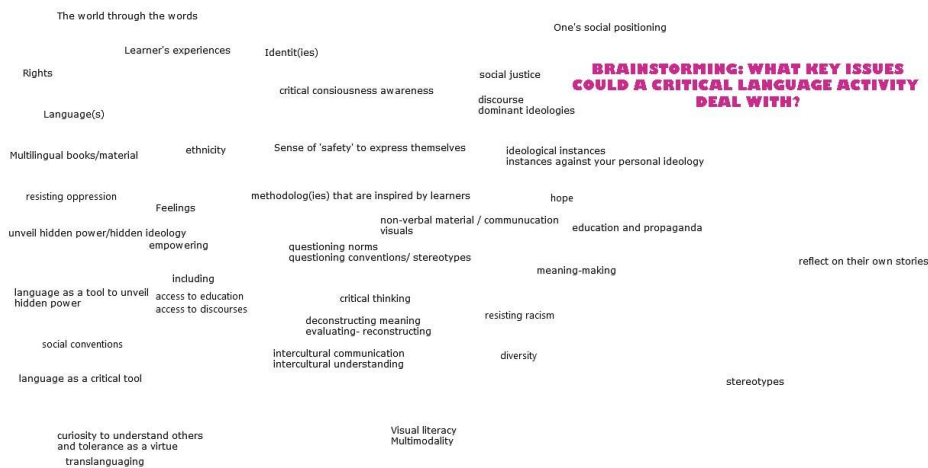 The world through the words
One's social positioning
Learner's experiences
Identit(ies)
Rights
social justice
BRAINSTORMING: WHAT KEY ISSUES
COULD A CRITICAL LANGUAGE ACTIVITY
DEAL WITH?
critical consiousness awareness
discourse
dominant ideologies
Language(s)
Multilingual books/material
ethnicity
Sense of 'safety' to express themselves
ideological instances
instances against your personal ideology
resisting oppression
Feelings
methodolog(ies) that are inspired by learners
hope
non-verbal material / communucation
visuals
education and propaganda
unveil hidden power/hidden ideology
empowering
questioning norms
questioning conventions/ stereotypes
reflect on their own stories
meaning-making
including
language as a tool to unveil
hidden power
access to education
access to discourses
critical thinking
deconstructing meaning
evaluating- reconstructing
resisting racism
social conventions
intercultural communication
intercultural understanding
diversity
language as a critical tool
stereotypes
curiosity to understand others
and tolerance as a virtue
Visual literacy
Multimodality
translanguaging